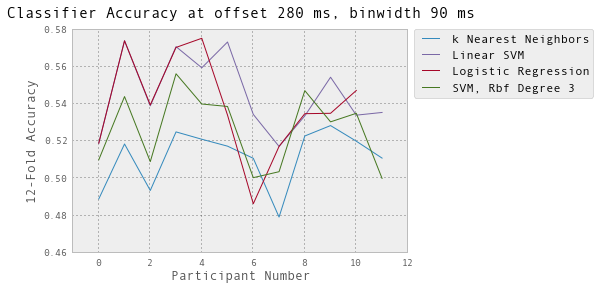 Classifier Accuracy at offset 280 ms, binwidth 90 ms
k Nearest Neighbors
Linear SVM
Logistic Regression
SVM, Rbf Degree 3
12-Fold Accuracy
0.58
0.56
0.54
0.52
0.50
0.48
0.46
0 2 4 6 8 10 12
Participant Number